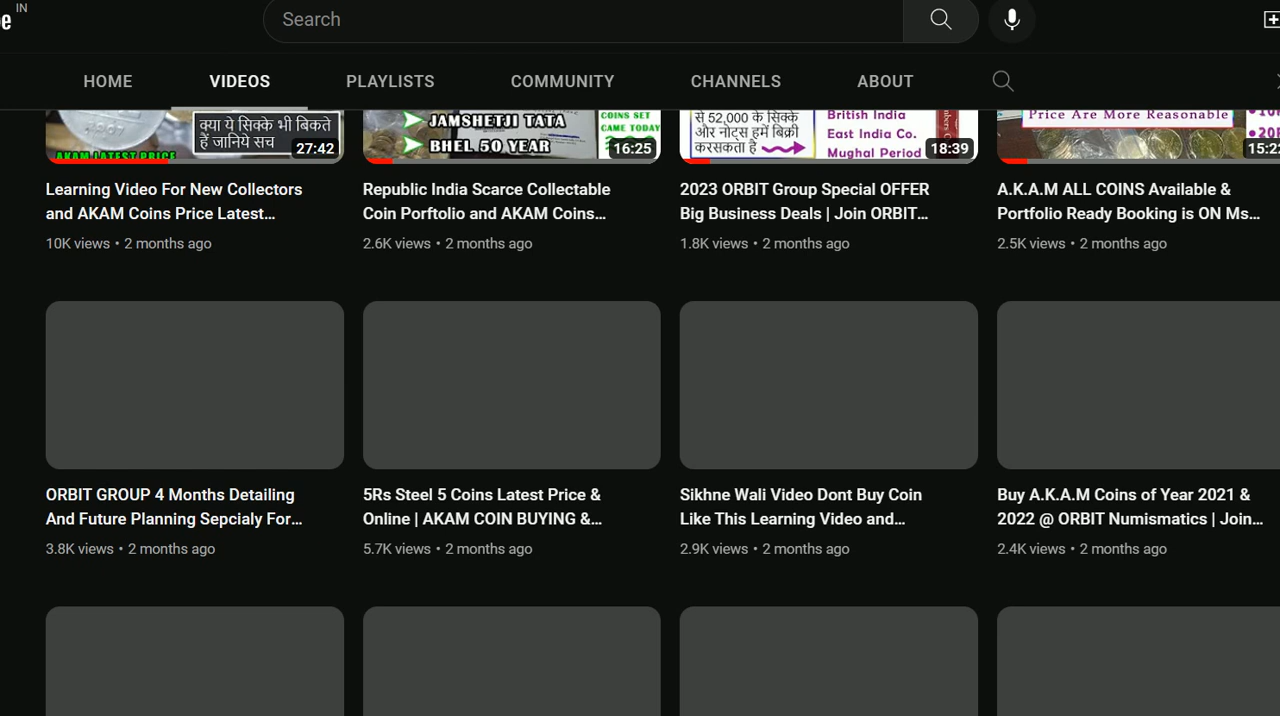 IN
Search
HOME
VIDEOS
PLAYLISTS
COMMUNITY
CHANNELS
ABOUT
क्या ये सिक्के भी बिकते
हैं जानिये सच
AKAM LATEST PRICE
27:42
JAMSHETJI TATA
BHEL 50 YEAR
COINS SET
CAME TODAY
16:25
से 52,000 के सिक्के
और नोट्स हमें बिक्री
करसकता हैं
British India
East India Co.
Mughal Period
18:39
Price Are More Reasonable
15:22
Learning Video For New Collectors
and AKAM Coins Price Latest...
10K views • 2 months ago
Republic India Scarce Collectable
Coin Porftolio and AKAM Coins...
2.6K views • 2 months ago
2023 ORBIT Group Special OFFER
Big Business Deals | Join ORBIT...
1.8K views • 2 months ago
A.K.A.M ALL COINS Available &
Portfolio Ready Booking is ON Ms...
2.5K views • 2 months ago
ORBIT GROUP 4 Months Detailing
And Future Planning Sepcialy For...
3.8K views • 2 months ago
5Rs Steel 5 Coins Latest Price &
Online | AKAM COIN BUYING &...
5.7K views • 2 months ago
Sikhne Wali Video Dont Buy Coin
Like This Learning Video and...
2.9K views • 2 months ago
Buy A.K.A.M Coins of Year 2021 &
2022 @ ORBIT Numismatics | Join...
2.4K views • 2 months ago